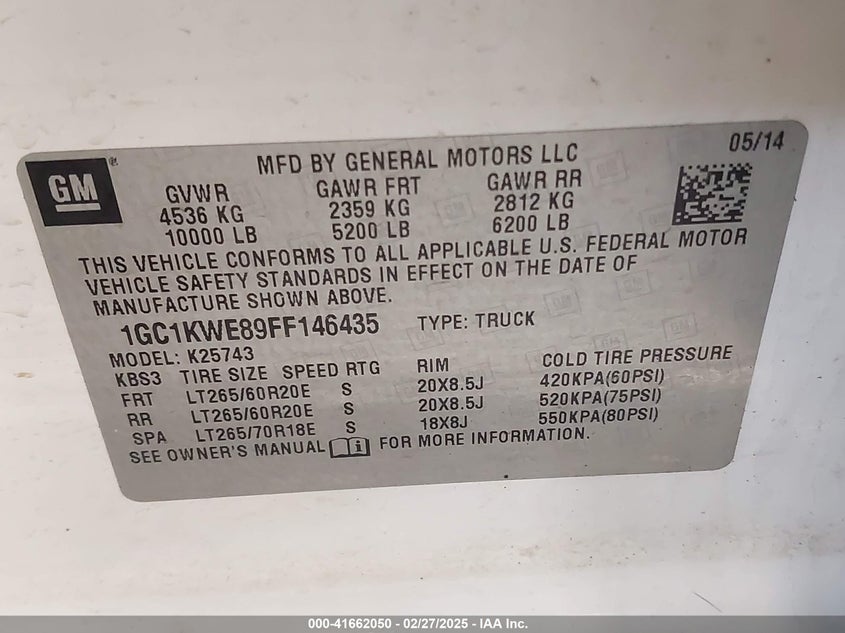 GM
MFD BY GENERAL MOTORS LLC 05/14
GVWR GAWR FRT GAWR RR
4536 KG 2359 KG 2812 KG
10000 LB 5200 LB 6200 LB
THIS VEHICLE CONFORMS TO ALL APPLICABLE U.S. FEDERAL MOTOR
VEHICLE SAFETY STANDARDS IN EFFECT ON THE DATE OF
MANUFACTURE SHOWN ABOVE.
1GC1KWE89FF146435 TYPE: TRUCK
MODEL: K25743
KBS3 TIRE SIZE SPEED RTG RIM COLD TIRE PRESSURE
FRT LT265/60R20E S 20X8.5J 420KPA(60PSI)
RR LT265/60R20E S 20X8.5J 520KPA(75PSI)
SPA LT265/70R18E S 18X8J 550KPA(80PSI)
SEE OWNER'S MANUAL FOR MORE INFORMATION.
000-41662050 - 02/27/2025 - IAA Inc.